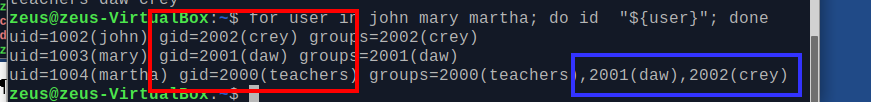 teachers daw crey
zeus@zeus-VirtualBox:~$ for user in john mary martha; do id  "${user}"; done
uid=1002(john) gid=2002(crey) groups=2002(crey)
uid=1003(mary) gid=2001(daw) groups=2001(daw)
uid=1004(martha) gid=2000(teachers) groups=2000(teachers),2001(daw),2002(crey)
zeus@zeus-VirtualBox:~$